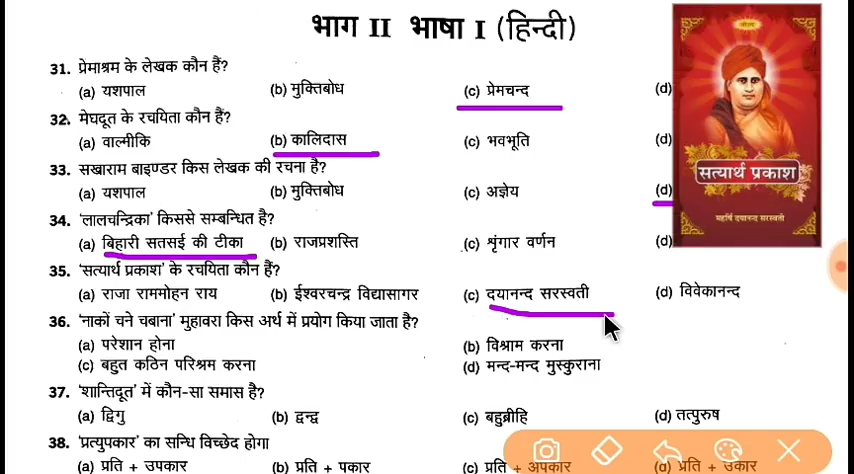 भाग II भाषा I (हिन्दी)
31. प्रेमाश्रम के लेखक कौन हैं?
(a) यशपाल (b) मुक्तिबोध (c) प्रेमचन्द (d)
32. मेघदूत के रचयिता कौन हैं?
(a) वाल्मीकि (b) कालिदास (c) भवभूति (d)
33. सखाराम बाइण्डर किस लेखक की रचना है?
(a) यशपाल (b) मुक्तिबोध (c) अज्ञेय (d)
34. 'लालचन्द्रिका' किससे सम्बन्धित है?
(a) बिहारी सतसई की टीका (b) राजप्रशस्ति (c) शृंगार वर्णन (d)
सत्यार्थ प्रकाश
महर्षि दयानन्द सरस्वती
35. 'सत्यार्थ प्रकाश' के रचयिता कौन हैं?
(a) राजा राममोहन राय (b) ईश्वरचन्द्र विद्यासागर (c) दयानन्द सरस्वती (d) विवेकानन्द
36. 'नाकों चने चबाना' मुहावरा किस अर्थ में प्रयोग किया जाता है?
(a) परेशान होना (b) विश्राम करना
(c) बहुत कठिन परिश्रम करना (d) मन्द-मन्द मुस्कुराना
37. 'शान्तिदूत' में कौन-सा समास है?
(a) द्विगु (b) द्वन्द्व (c) बहुब्रीहि (d) तत्पुरुष
38. 'प्रत्युपकार' का सन्धि विच्छेद होगा
(a) प्रति + उपकार (b) प्रति + पकार (c) प्रति + अपकार (d) प्रति + उकार